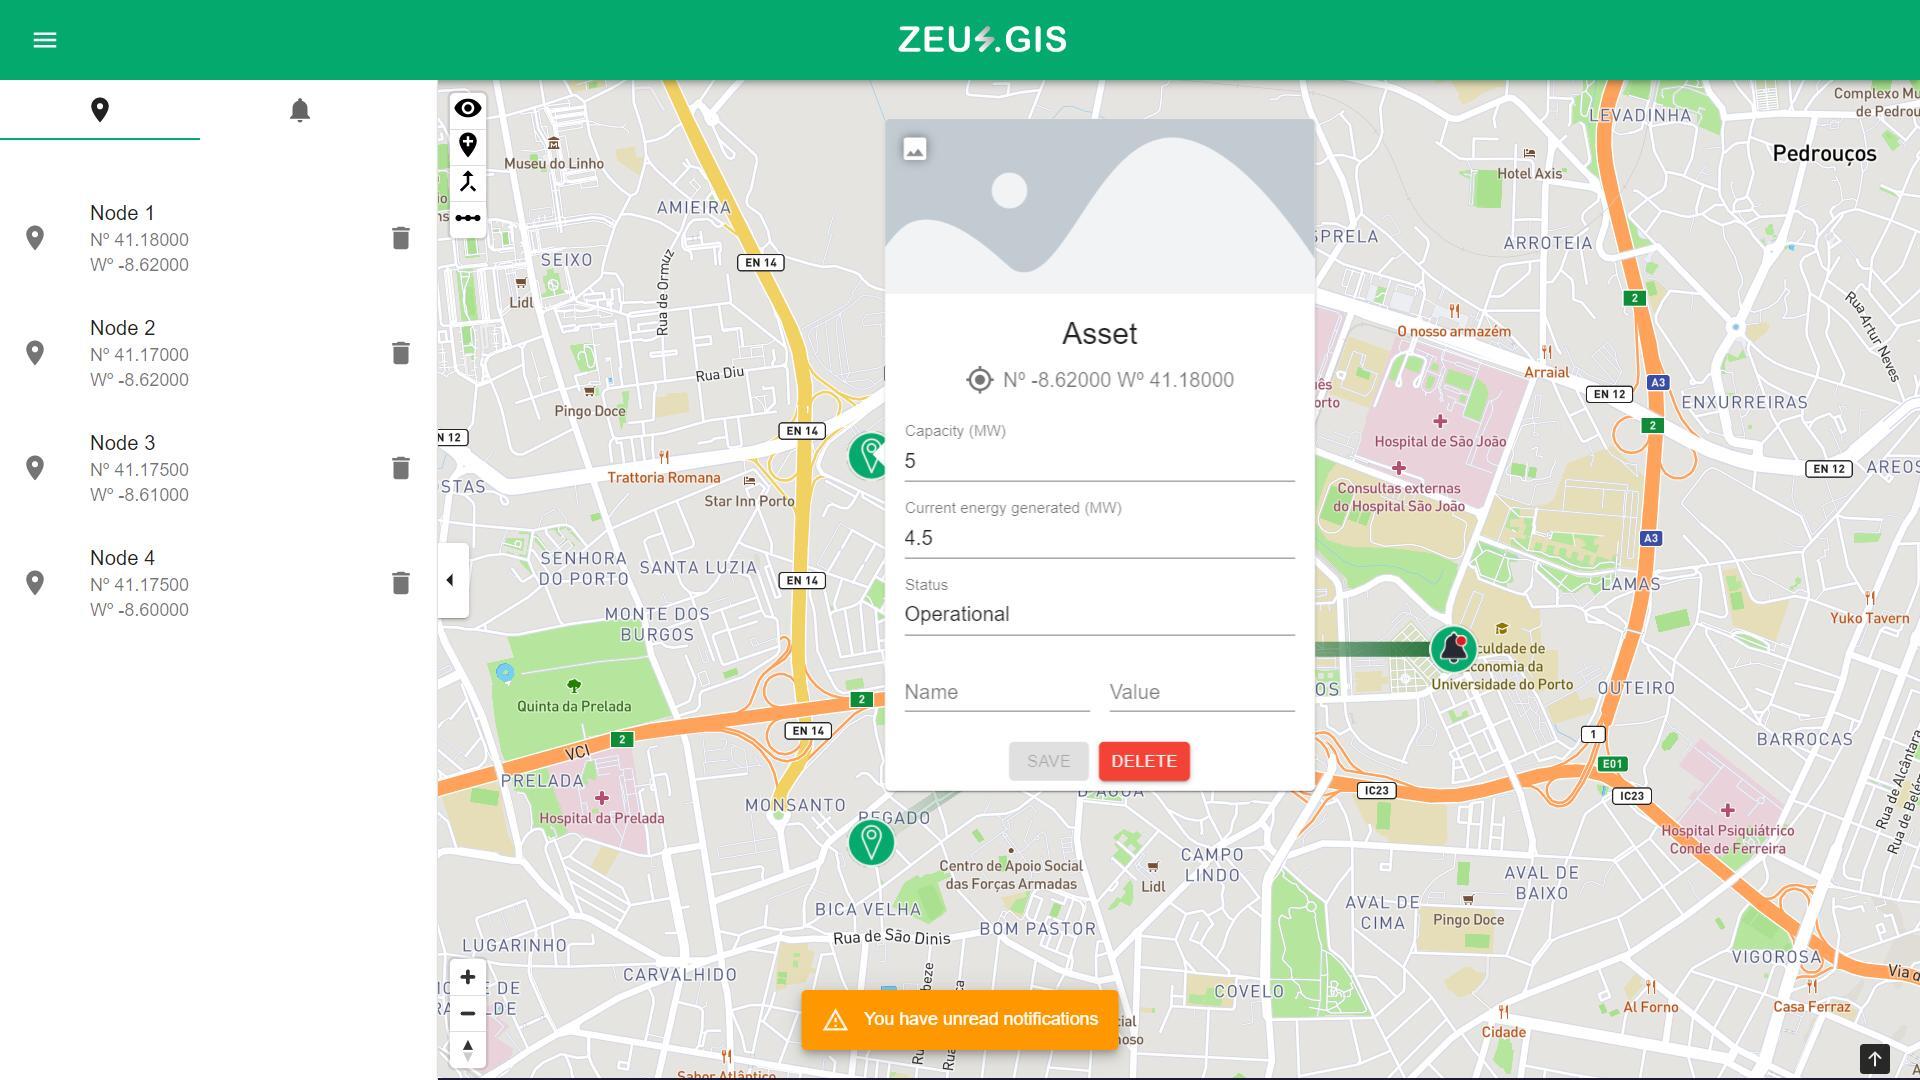 ZEUS.GIS
Node 1
Nº 41.18000
Wº -8.62000
Node 2
Nº 41.17000
Wº -8.62000
Node 3
Nº 41.17500
Wº -8.61000
Node 4
Nº 41.17500
Wº -8.60000
Asset
Nº -8.62000 Wº 41.18000
Capacity (MW)
5
Current energy generated (MW)
4.5
Status
Operational
Name Value
SAVE DELETE
You have unread notifications
Museu do Linho
AMIEIRA
SEIXO
EN 14
Lidl
Rua de Ormuz
Rua Diu
Pingo Doce
EN 14
N 12
STAS
Trattoria Romana
Star Inn Porto
SENHORA
DO PORTO
SANTA LUZIA
EN 14
MONTE DOS
BURGOS
Quinta da Prelada
2
2
VCI
EN 14
PRELADA
MONSANTO
Hospital da Prelada
REGADO
D'ÁGUA
Centro de Apoio Social
das Forças Armadas
Lidl
CAMPO
LINDO
BICA VELHA
Rua de São Dinis
BOM PASTOR
LUGARINHO
CARVALHIDO
COVELO
Sabor Atlântico
LEVADINHA
Complexo Mu
de Pedrou
Pedrouços
Hotel Axis
SPRELA
ARROTEIA
2
O nosso armazém
Arraial
A3
EN 12
ENXURREIRAS
2
Rua Artur Neves
Hospital de São João
EN 12
AREOS
Consultas externas
do Hospital São João
A3
LAMAS
Yuko Tavern
culdade de
conomia da
Universidade do Porto
OS
OUTEIRO
1
BARROCAS
E01
IC23
IC23
Rua de Alcântara
Rua de Belém
Hospital Psiquiátrico
Conde de Ferreira
AVAL DE
BAIXO
AVAL DE
CIMA
Pingo Doce
VIGOROSA
Al Forno
Casa Ferraz
Cidade